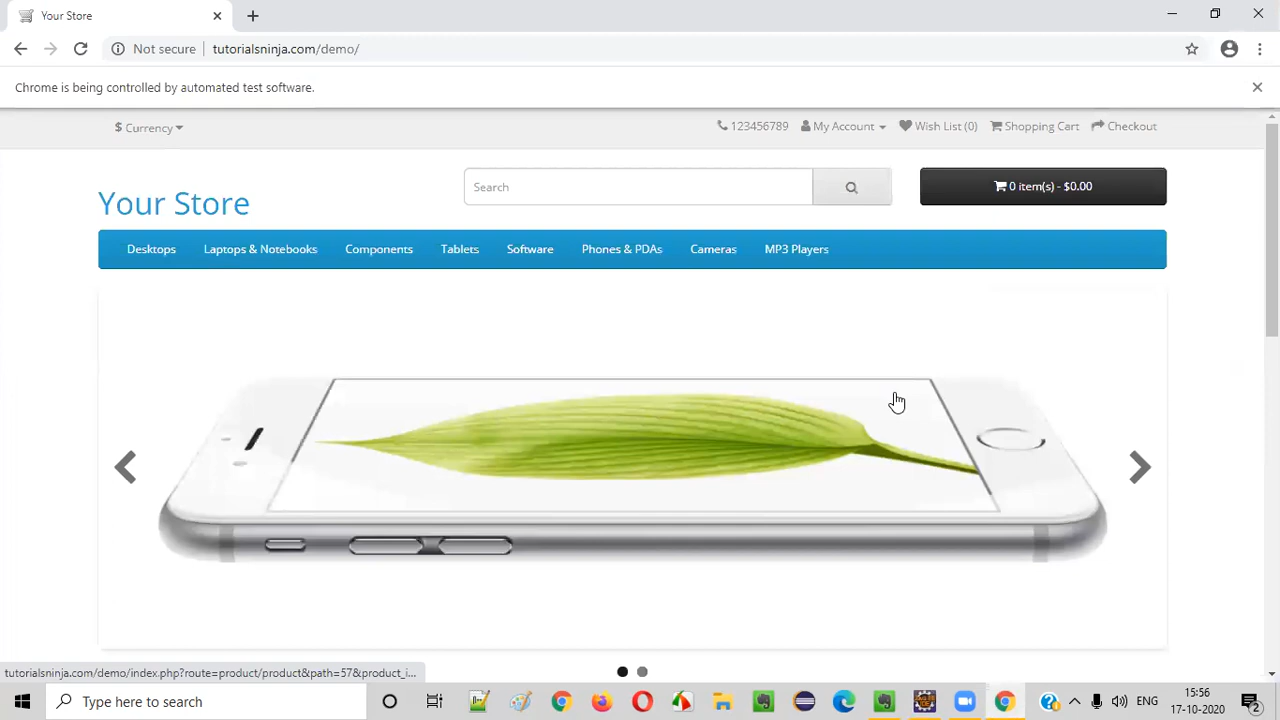 Your Store
Not secure tutorialsninja.com/demo/
Chrome is being controlled by automated test software.
$ Currency 123456789 My Account Wish List (0) Shopping Cart Checkout
Your Store Search 0 item(s) - $0.00
Desktops Laptops & Notebooks Components Tablets Software Phones & PDAs Cameras MP3 Players
tutorialsninja.com/demo/index.php?route=product/product&path=57&product_i...
Type here to search ENG 15:56
17-10-2020 2